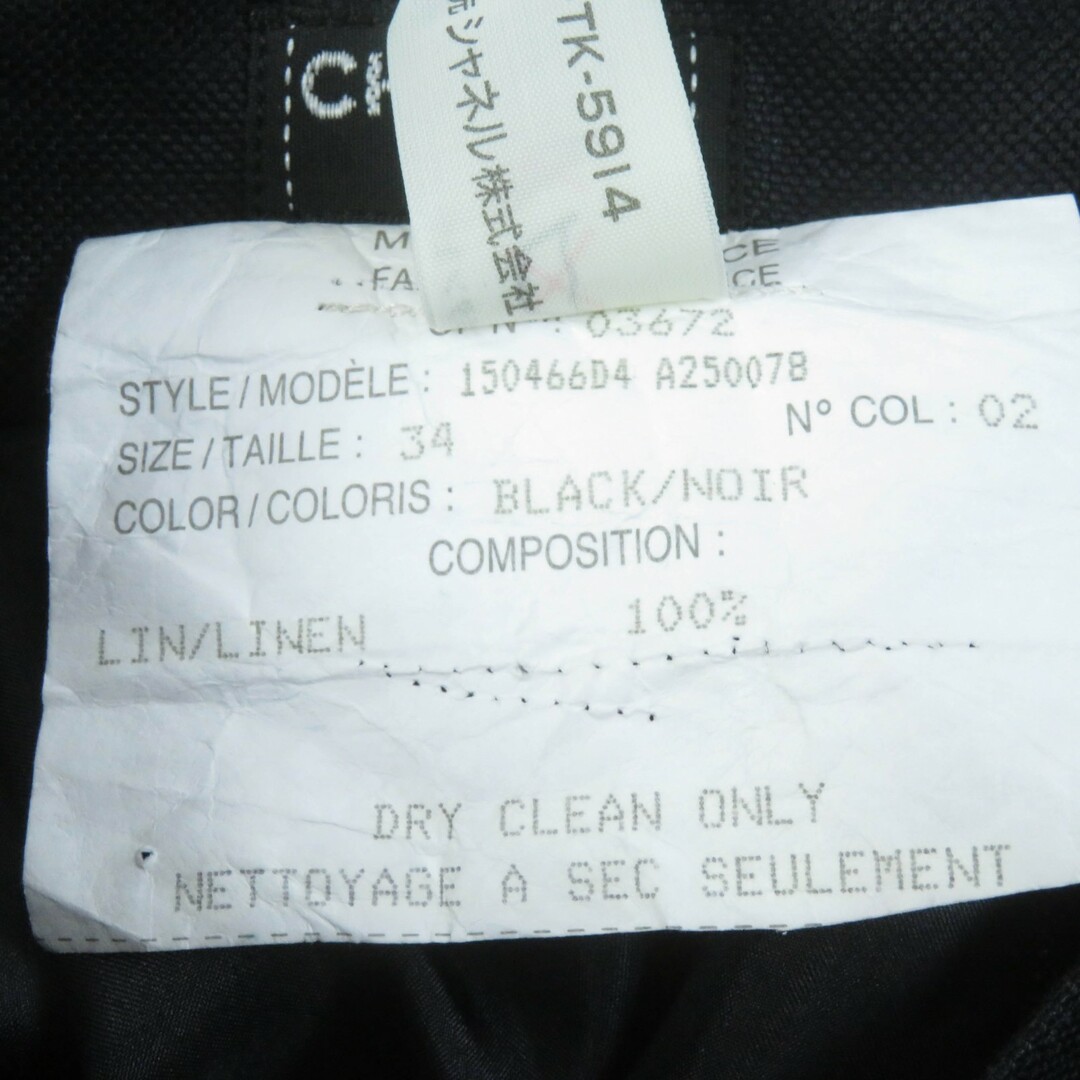 TK-5914
シャネル株式会社
03672
STYLE / MODÈLE : 150466D4 A250078
SIZE / TAILLE : 34 N° COL : 02
COLOR / COLORIS : BLACK/NOIR
COMPOSITION :
LIN/LINEN 100%
DRY CLEAN ONLY
NETTOYAGE A SEC SEULEMENT